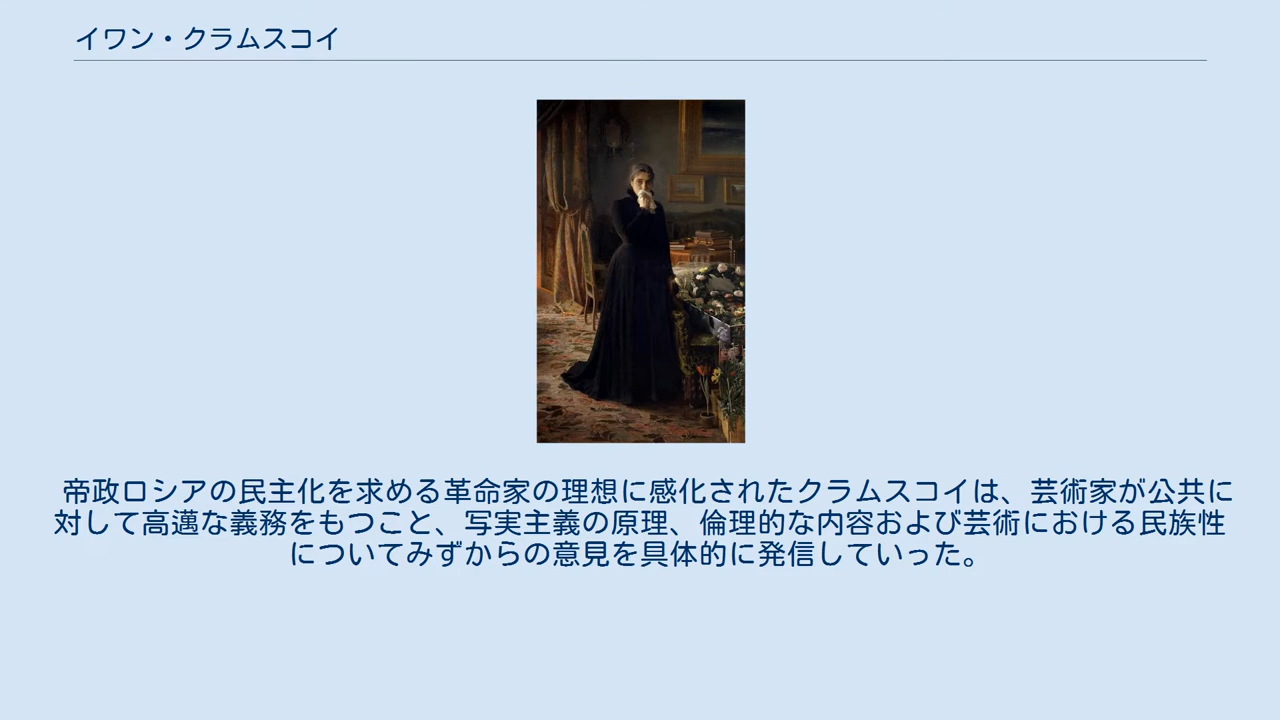 イワン・クラムスコイ
帝政ロシアの民主化を求める革命家の理想に感化されたクラムスコイは、芸術家が公共に
対して高邁な義務をもつこと、写実主義の原理、倫理的な内容および芸術における民族性
についてみずからの意見を具体的に発信していった。